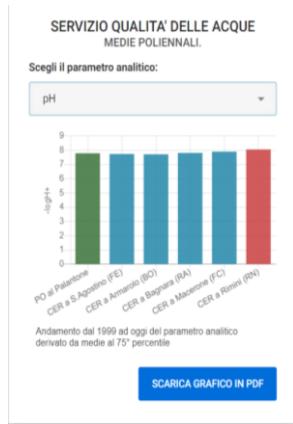 SERVIZIO QUALITA' DELLE ACQUE
MEDIE POLIENNALI.
Scegli il parametro analitico:
pH
9
8
7
6
5
4
3
2
1
0
-logH+
PO al Palantone
CER a S.Agostino (FE)
CER a Armarolo (BO)
CER a Bagnara (RA)
CER a Macerone (FC)
CER a Rimini (RN)
Andamento dal 1999 ad oggi del parametro analitico
derivato da medie al 75° percentile
SCARICA GRAFICO IN PDF